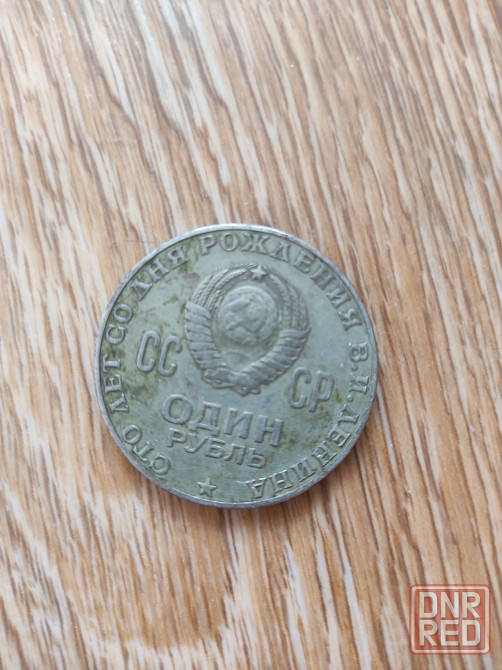 СТО ЛЕТ СО ДНЯ РОЖДЕНИЯ В.И.ЛЕНИНА
СС СР
ОДИН
РУБЛЬ
DNR
RED